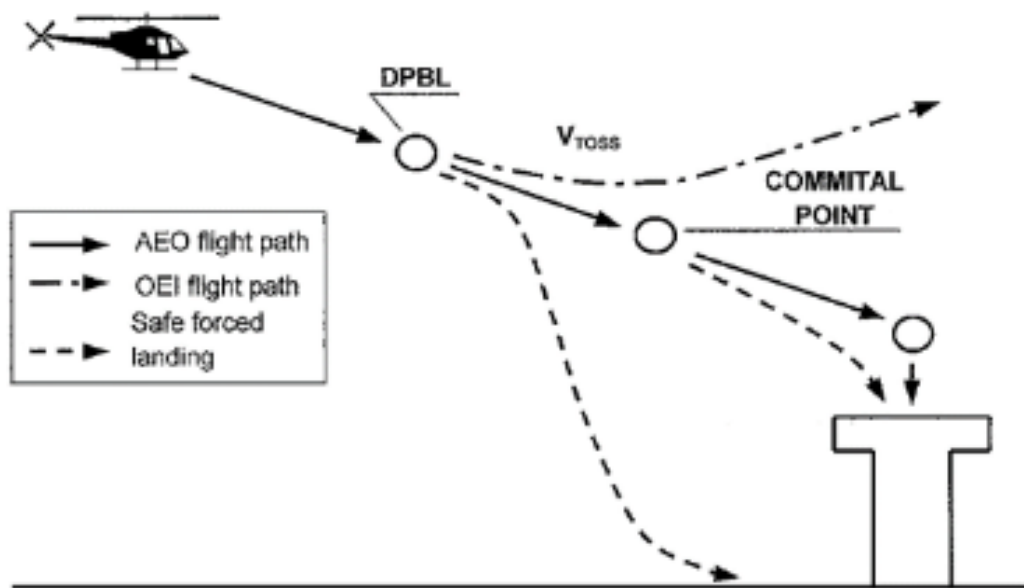 DPBL
VTOSS
COMMITAL
POINT
AEO flight path
OEI flight path
Safe forced
landing